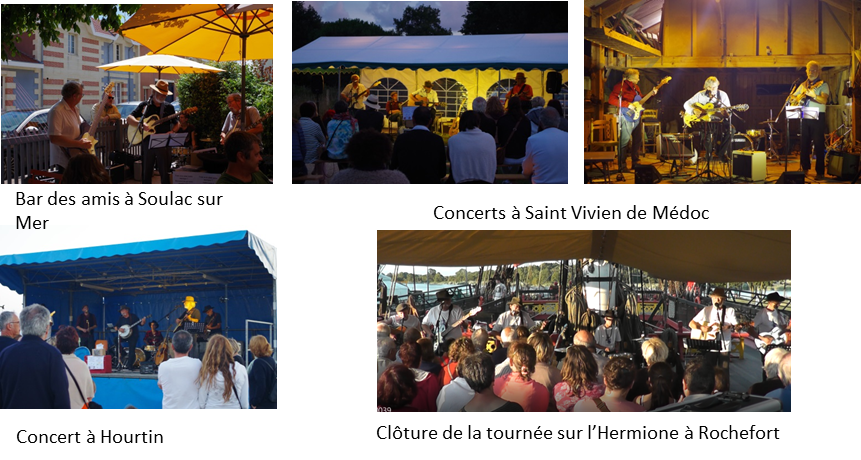 Bar des amis à Soulac sur
Mer
Concerts à Saint Vivien de Médoc
Concert à Hourtin
Clôture de la tournée sur l’Hermione à Rochefort